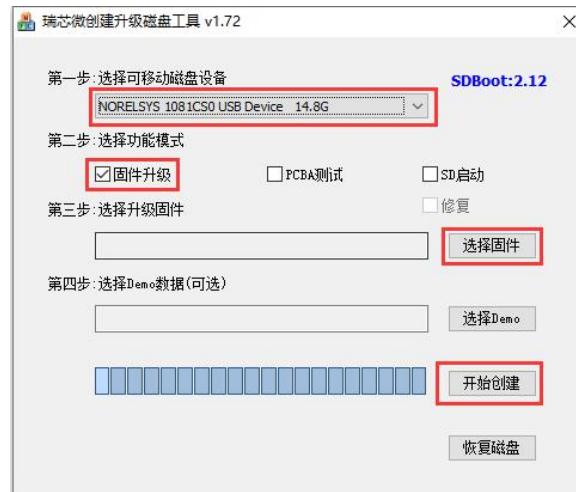 瑞芯微创建升级磁盘工具 v1.72
第一步:选择可移动磁盘设备
SDBoot:2.12
NORELSYS 1081CS0 USB Device 14.8G
第二步:选择功能模式
固件升级 PCBA测试 SD启动
第三步:选择升级固件 修复
选择固件
第四步:选择Demo数据(可选)
选择Demo
开始创建
恢复磁盘